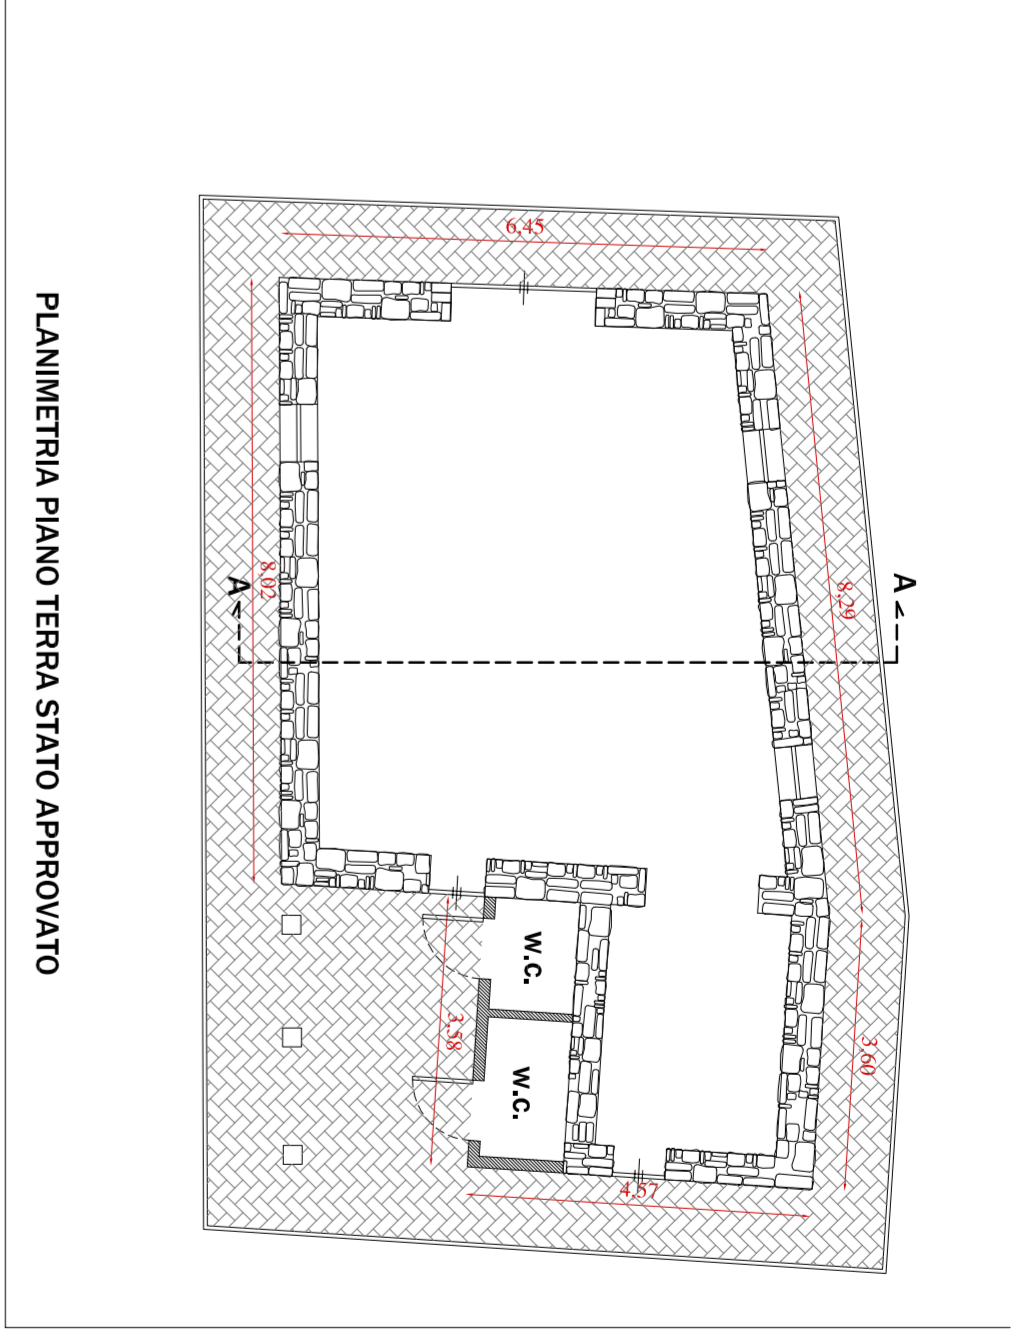 6,45
8,29
A
A
8,02
w.c.
3,58
w.c.
3,60
4,57
PLANIMETRIA PIANO TERRA STATO APPROVATO